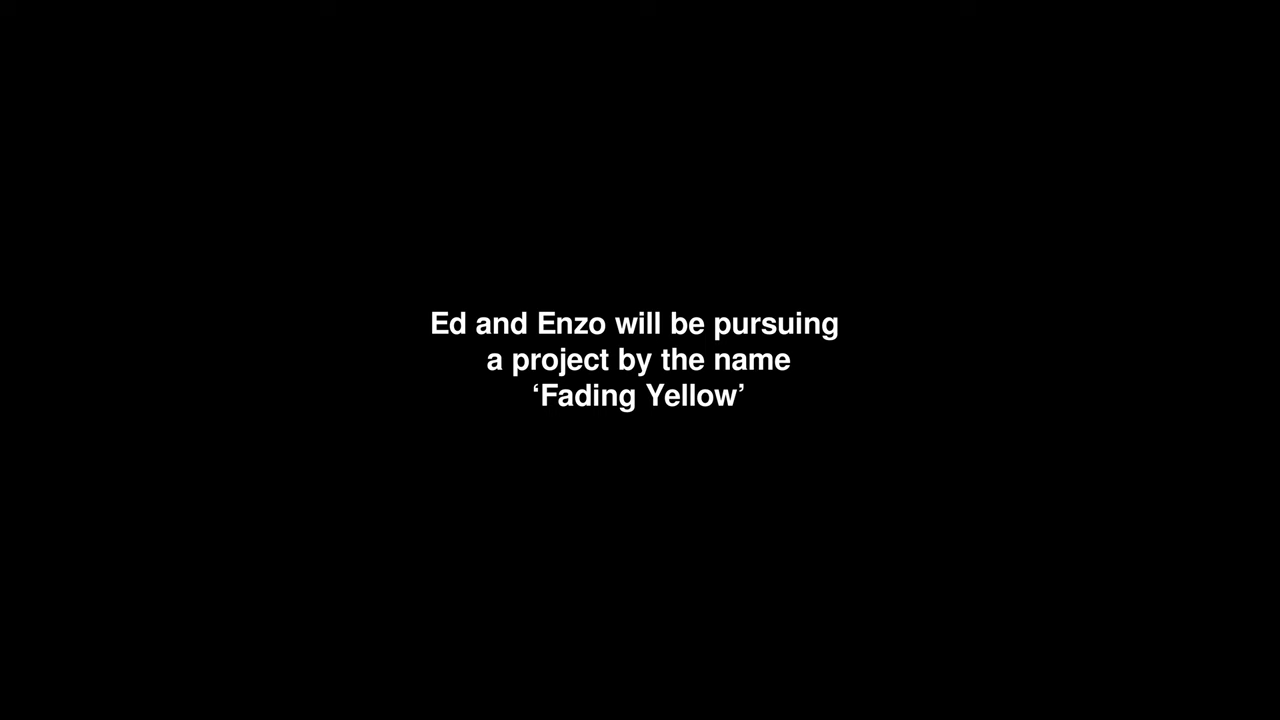 Ed and Enzo will be pursuing
a project by the name
‘Fading Yellow’